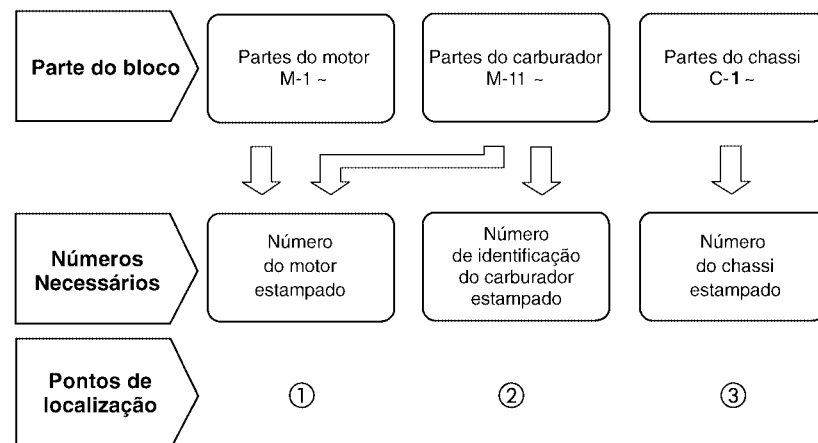 Parte do bloco
Partes do motor
M-1 ~
Partes do carburador
M-11 ~
Partes do chassi
C-1 ~
Números
Necessários
Número
do motor
estampado
Número
de identificação
do carburador
estampado
Número
do chassi
estampado
Pontos de
localização
①
②
③